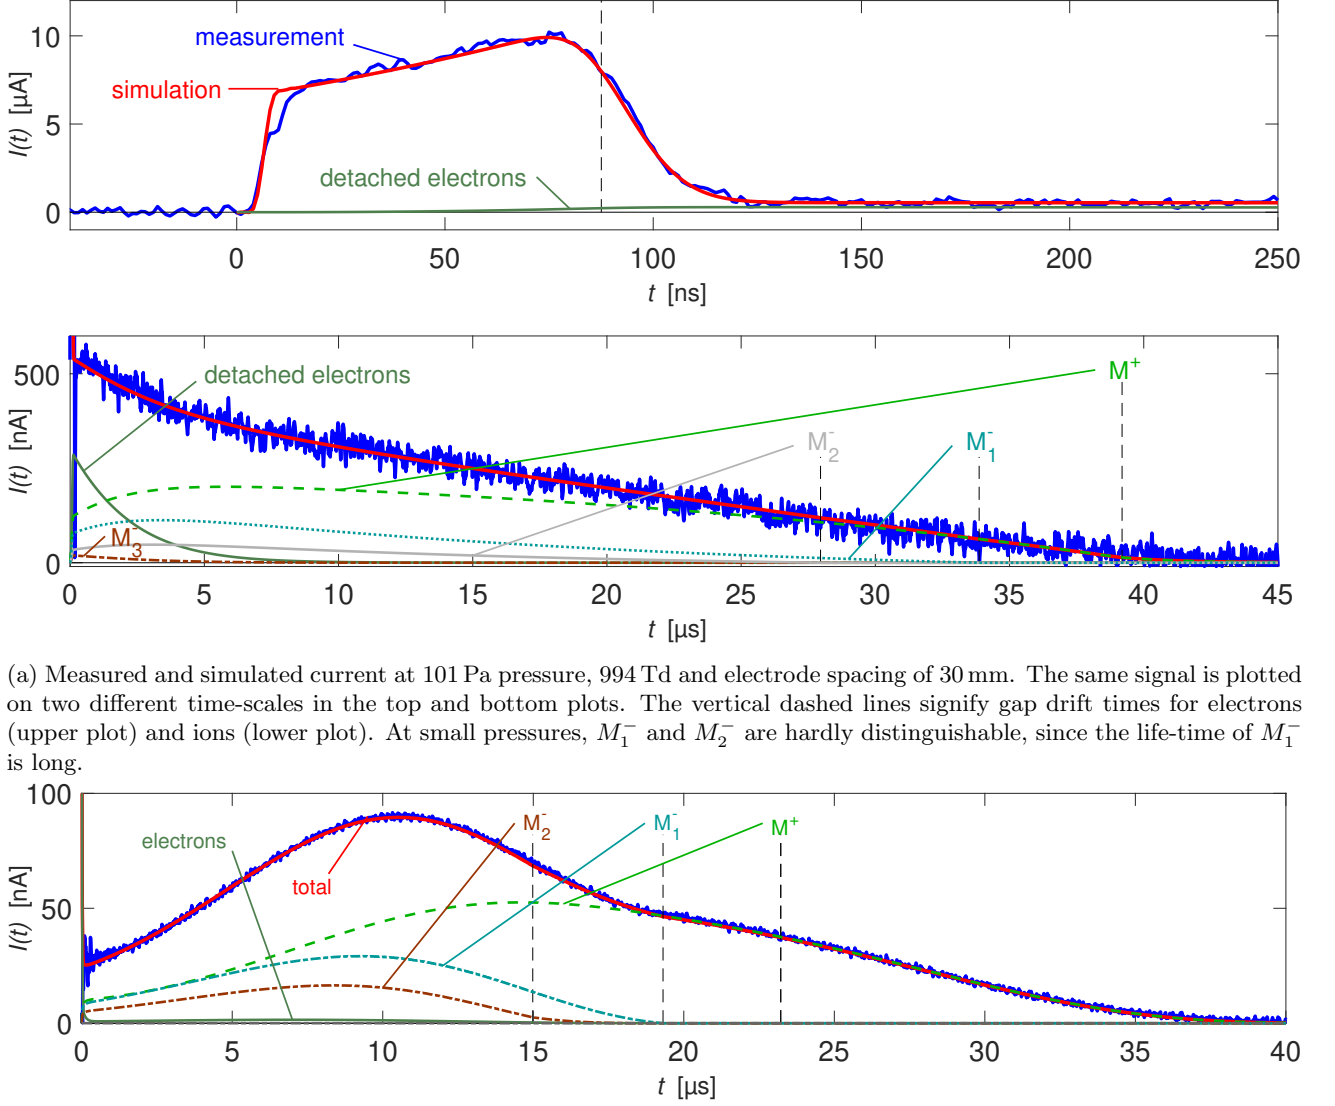 10
5
0
I(t) [µA]
measurement
simulation
detached electrons
0 50 100 150 200 250
t [ns]
500
0
I(t) [nA]
detached electrons
M+
M2-
M1-
M3-
0 5 10 15 20 25 30 35 40 45
t [µs]
(a) Measured and simulated current at 101 Pa pressure, 994 Td and electrode spacing of 30 mm. The same signal is plotted
on two different time-scales in the top and bottom plots. The vertical dashed lines signify gap drift times for electrons
(upper plot) and ions (lower plot). At small pressures, M1− and M2− are hardly distinguishable, since the life-time of M1−
is long.
100
50
0
I(t) [nA]
electrons
total
M2-
M1-
M+
0 5 10 15 20 25 30 35 40
t [µs]